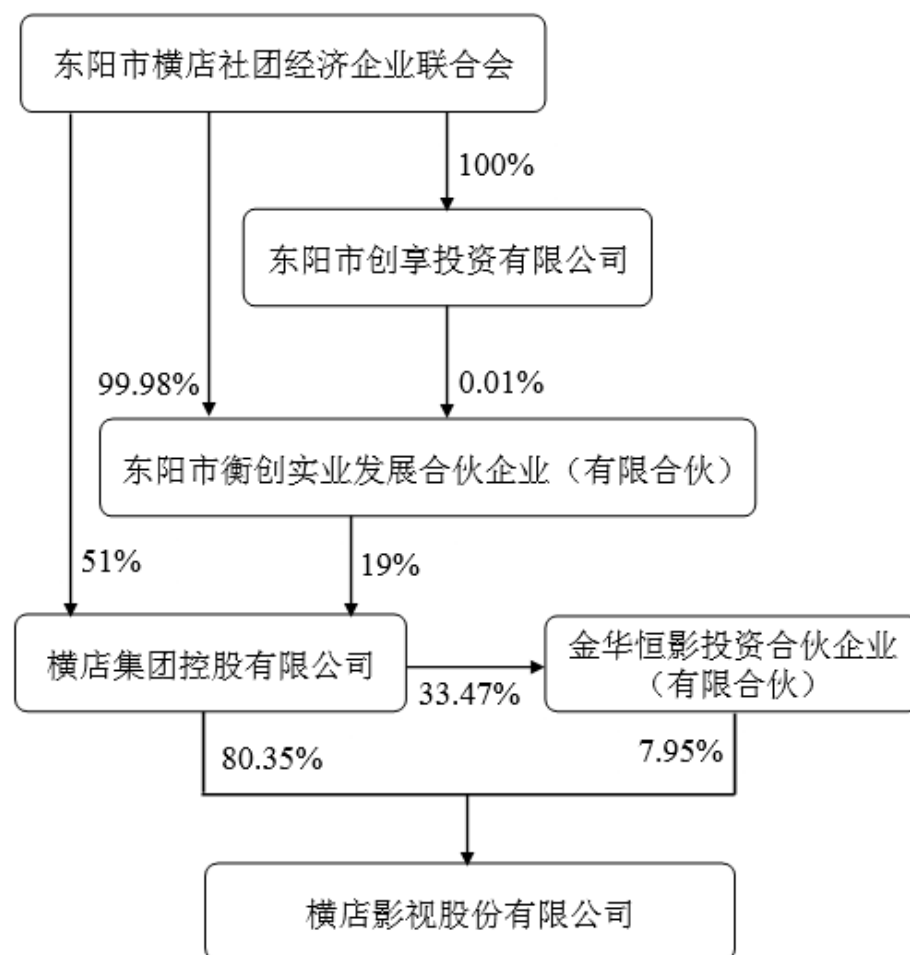 东阳市横店社团经济企业联合会
100%
东阳市创享投资有限公司
99.98%
0.01%
东阳市衡创实业发展合伙企业（有限合伙）
51%
19%
横店集团控股有限公司
33.47%
金华恒影投资合伙企业
（有限合伙）
80.35%
7.95%
横店影视股份有限公司